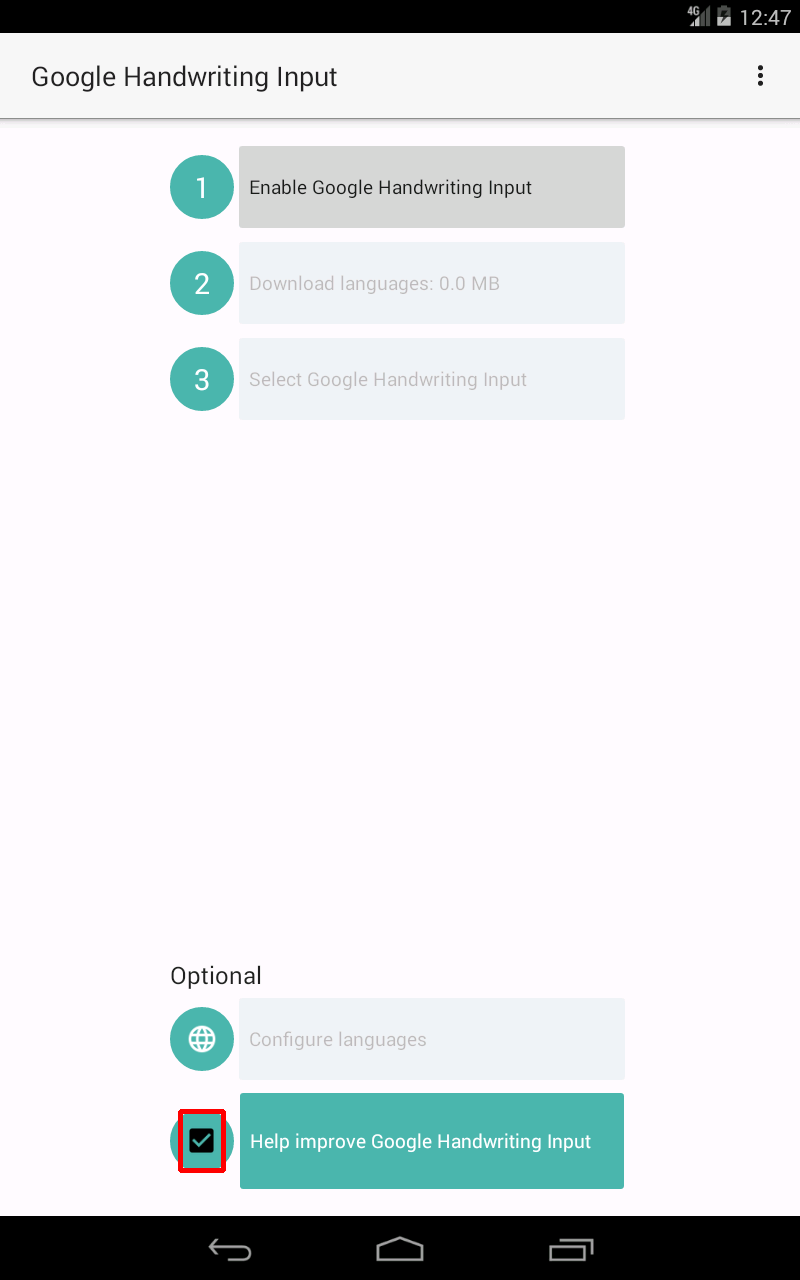 4G 12:47
Google Handwriting Input
1 Enable Google Handwriting Input
2 Download languages: 0.0 MB
3 Select Google Handwriting Input
Optional
Configure languages
Help improve Google Handwriting Input